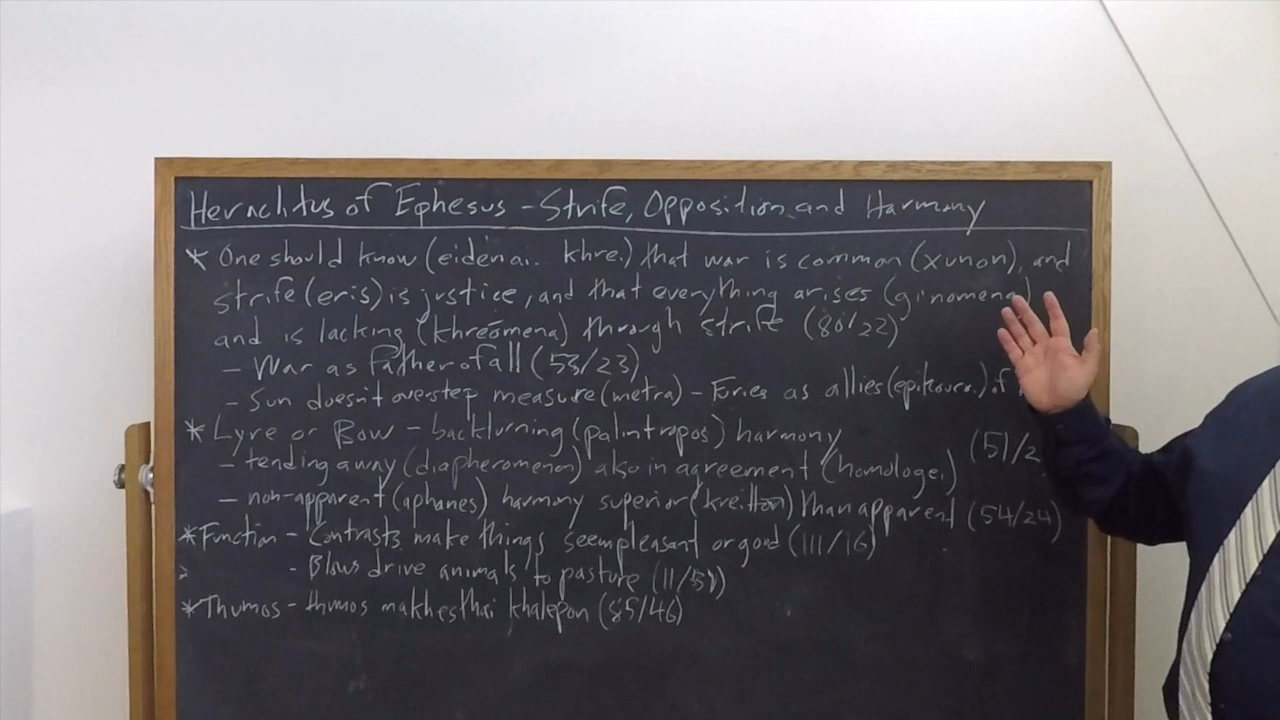 Heraclitus of Ephesus - Strife, Opposition, and Harmony
* One should know (eidenai.. khre.) that war is common (xunon), and
strife (eris) is justice, and that everything arises (ginomena)
and is lacking (khreomena) through strife (80/22)
- War as Father of all (53/23)
- Sun doesn't overstep measure (metra) - Furies as allies (epikouroi) of
* Lyre or Bow - backturning (palintropos) harmony (51/2
- tending away (diapheromenon) also in agreement (homologei)
- non-apparent (aphanes) harmony superior (kreitton) than apparent (54/24)
* Function - Contrasts make things seem pleasant or good (111/16)
- Blows drive animals to pasture (11/
* Thumos - thumos makhesthai khalepon (85/46)